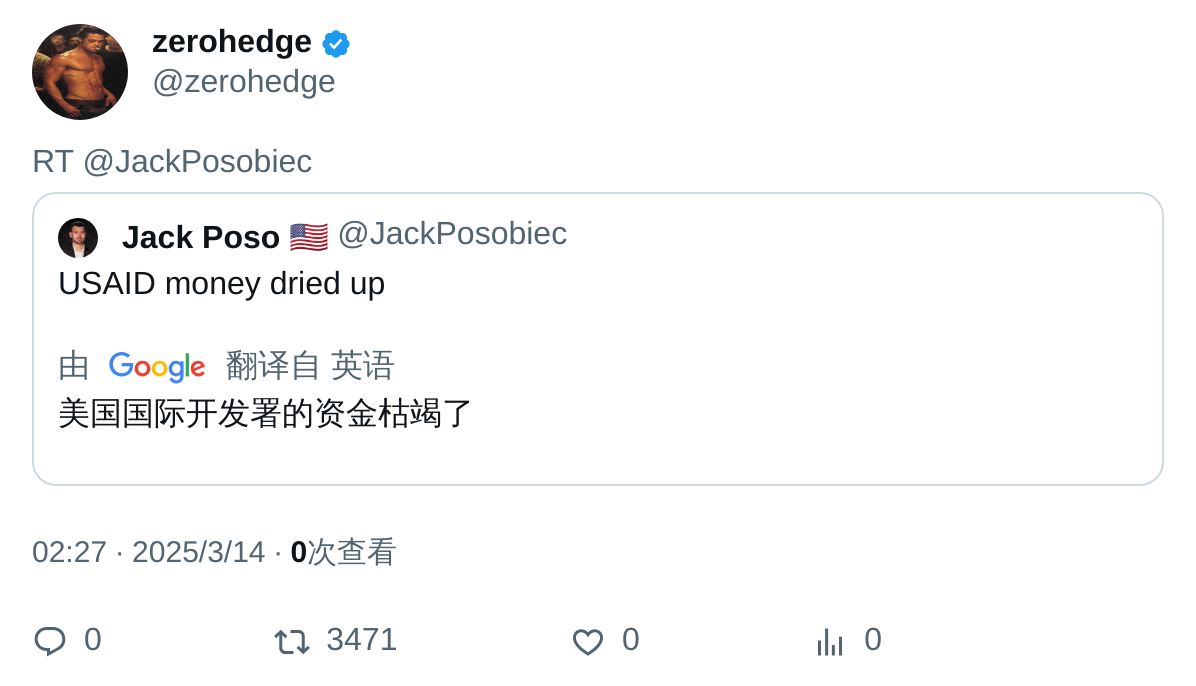 zerohedge
@zerohedge
RT @JackPosobiec
Jack Poso 🇺🇸 @JackPosobiec
USAID money dried up
由 Google 翻译自 英语
美国国际开发署的资金枯竭了
02:27 · 2025/3/14 · 0次查看
0 3471 0 0